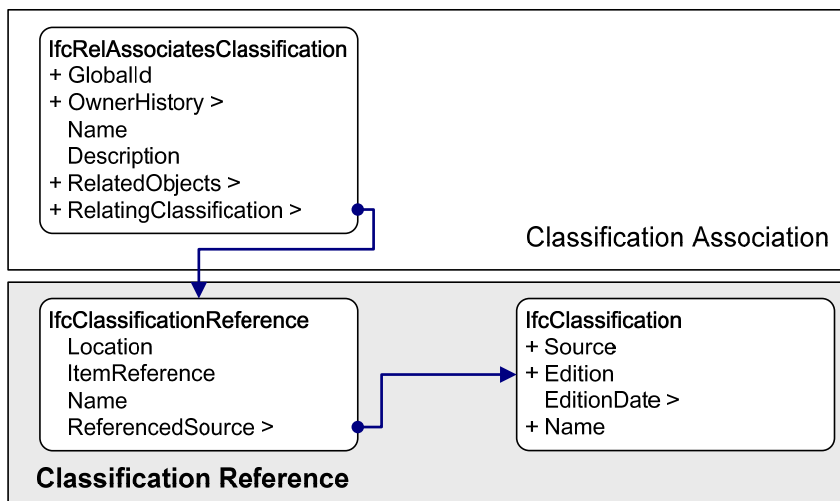 IfcRelAssociatesClassification
+ GlobalId
+ OwnerHistory >
Name
Description
+ RelatedObjects >
+ RelatingClassification >
Classification Association
IfcClassificationReference
Location
ItemReference
Name
ReferencedSource >
IfcClassification
+ Source
+ Edition
EditionDate >
+ Name
Classification Reference